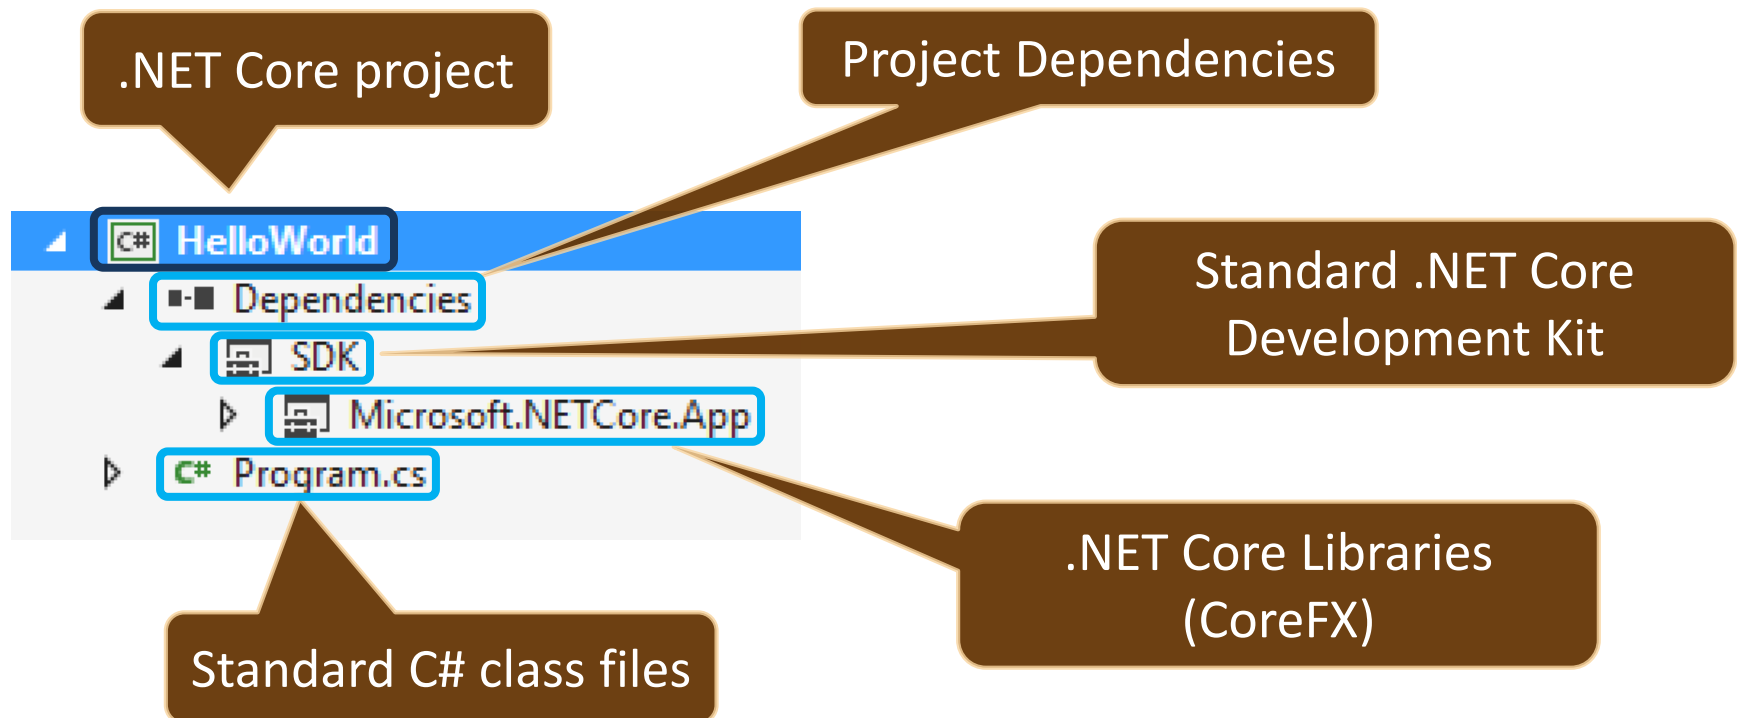 .NET Core project
Project Dependencies
C# HelloWorld
Dependencies
Standard .NET Core
Development Kit
SDK
Microsoft.NETCore.App
C# Program.cs
.NET Core Libraries
(CoreFX)
Standard C# class files